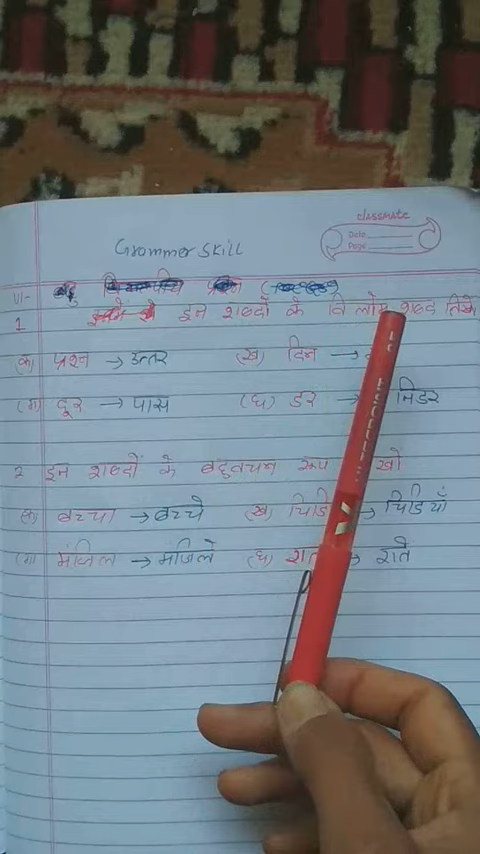 classmate
Date
Page
Grammer SKill
VI-
1 इन शब्दों के विलोम शब्द लिखे
(क) प्रश्न → उत्तर (ख) दिन →
(ग) दूर → पास (घ) डर → निडर
2 इन शब्दों के बहुवचन रूप खो
(क) बच्चा → बच्चे (ख) चिडि → चिडियाँ
(ग) मंजिल → मंजिले (घ) रात → राते